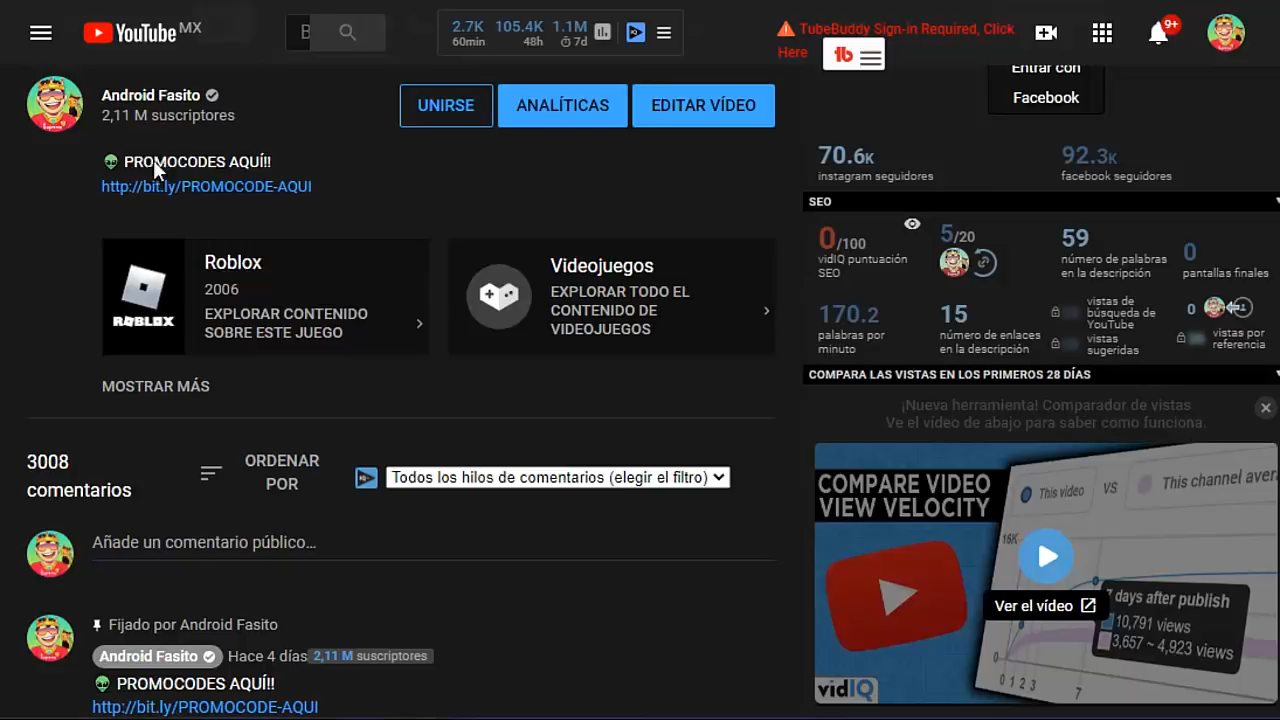 YouTube MX
B
2.7K 105.4K 1.1M
60min 48h 7d
TubeBuddy Sign-in Required, Click
Here
tb
9+
Android Fasito
2,11 M suscriptores
UNIRSE
ANALÍTICAS
EDITAR VÍDEO
PROMOCODES AQUÍ!!
http://bit.ly/PROMOCODE-AQUI
Roblox
2006
EXPLORAR CONTENIDO
SOBRE ESTE JUEGO
ROBLOX
Videojuegos
EXPLORAR TODO EL
CONTENIDO DE
VIDEOJUEGOS
MOSTRAR MÁS
3008
comentarios
ORDENAR
POR
Todos los hilos de comentarios (elegir el filtro)
Añade un comentario público...
Fijado por Android Fasito
Android Fasito Hace 4 días 2,11 M suscriptores
PROMOCODES AQUÍ!!
http://bit.ly/PROMOCODE-AQUI
Entrar con
Facebook
70.6K 92.3K
instagram seguidores facebook seguidores
SEO
0/100
vidIQ puntuación
SEO
5/20
59
número de palabras
en la descripción
0
pantallas finales
170.2
palabras por
minuto
15
número de enlaces
en la descripción
vistas de
búsqueda de
YouTube
vistas
sugeridas
0
vistas por
referencia
COMPARA LAS VISTAS EN LOS PRIMEROS 28 DÍAS
¡Nueva herramienta! Comparador de vistas
Ve el vídeo de abajo para saber como funciona.
COMPARE VIDEO
VIEW VELOCITY
This video VS This channel aver
16K
Ver el vídeo
7 days after publish
10,791 views
3,657 ~ 4,923 views
0
0 1 2 3 7
vidIQ